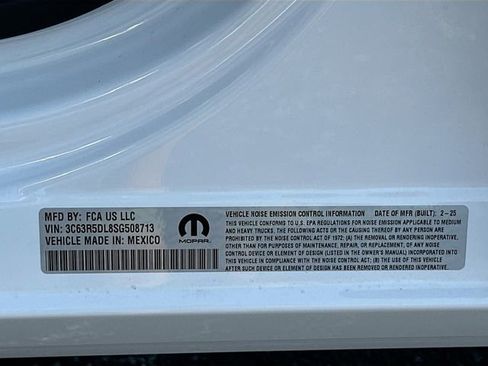 MFD BY: FCA US LLC
VIN: 3C63R5DL8SG508713
VEHICLE MADE IN: MEXICO
MOPAR
VEHICLE NOISE EMISSION CONTROL INFORMATION DATE OF MFR (BUILT): 2-25
THIS VEHICLE CONFORMS TO U.S. EPA REGULATIONS FOR NOISE EMISSION APPLICABLE TO MEDIUM
AND HEAVY TRUCKS. THE FOLLOWING ACTS OR THE CAUSING THEREOF BY ANY PERSON
ARE PROHIBITED BY THE NOISE CONTROL ACT OF 1972: (A) THE REMOVAL OR RENDERING INOPERATIVE,
OTHER THAN FOR PURPOSES OF MAINTENANCE, REPAIR, OR REPLACEMENT, OF ANY NOISE CONTROL
DEVICE OR ELEMENT OF DESIGN (LISTED IN THE OWNER'S MANUAL) INCORPORATED INTO THIS
VEHICLE IN COMPLIANCE WITH THE NOISE CONTROL ACT; (B) THE USE OF THIS VEHICLE
AFTER SUCH DEVICE OR ELEMENT OF DESIGN HAS BEEN REMOVED OR RENDERED INOPERATIVE.